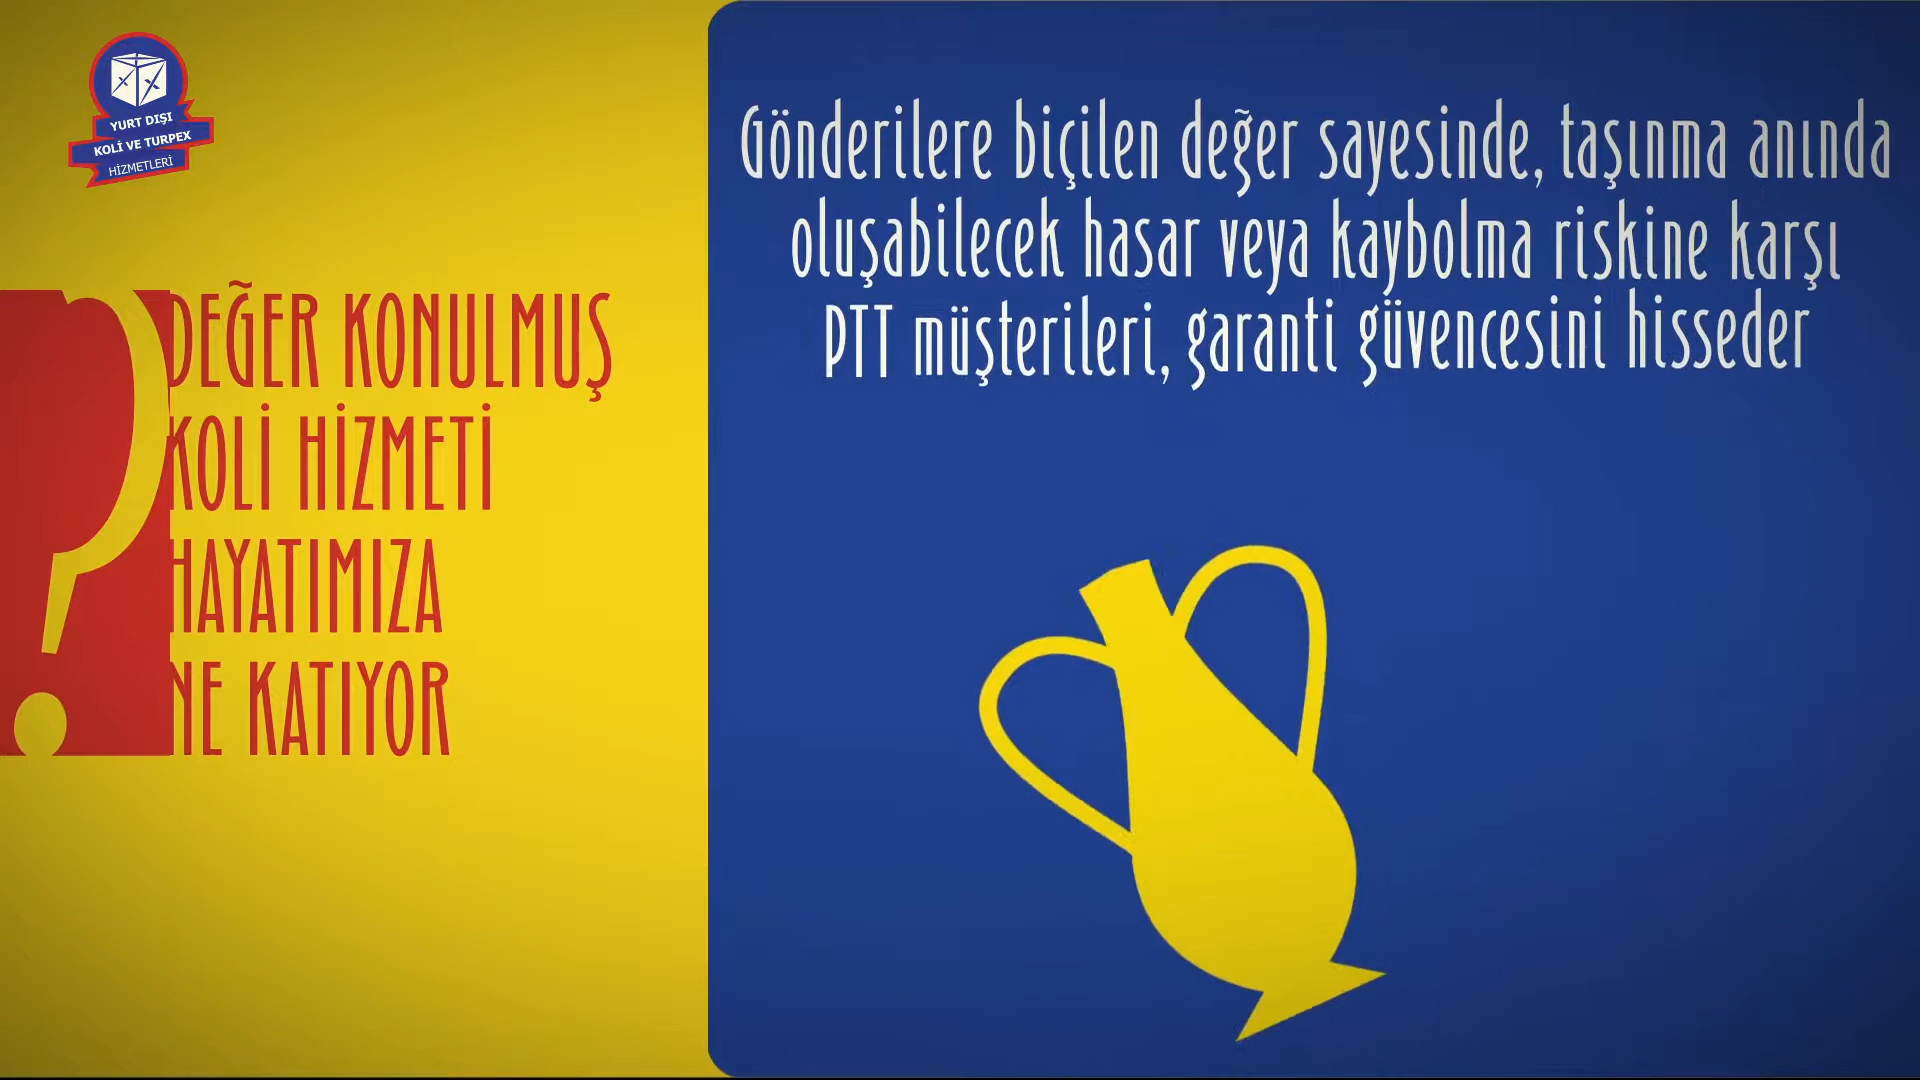 YURT DIŞI
KOLİ VE TURPEX
HİZMETLERİ
?
DEĞER KONULMUŞ
KOLİ HİZMETİ
HAYATIMIZA
NE KATIYOR
Gönderilere biçilen değer sayesinde, taşınma anında
oluşabilecek hasar veya kaybolma riskine karşı
PTT müşterileri, garanti güvencesini hisseder